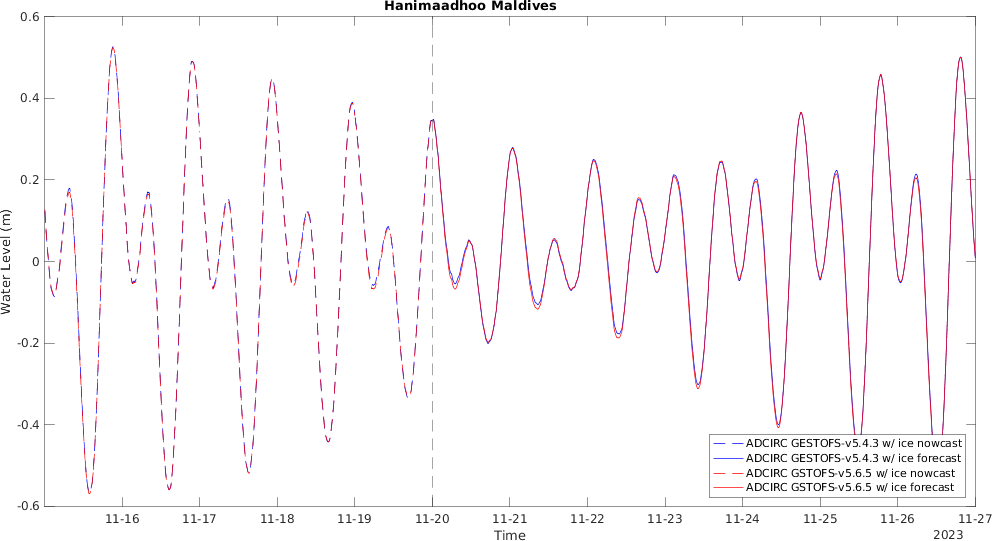 Hanimaadhoo Maldives
0.6
0.4
0.2
0
-0.2
-0.4
-0.6
Water Level (m)
ADCIRC GESTOFS-v5.4.3 w/ ice nowcast
ADCIRC GESTOFS-v5.4.3 w/ ice forecast
ADCIRC GSTOFS-v5.6.5 w/ ice nowcast
ADCIRC GSTOFS-v5.6.5 w/ ice forecast
11-16 11-17 11-18 11-19 11-20 11-21 11-22 11-23 11-24 11-25 11-26 11-27
Time
2023